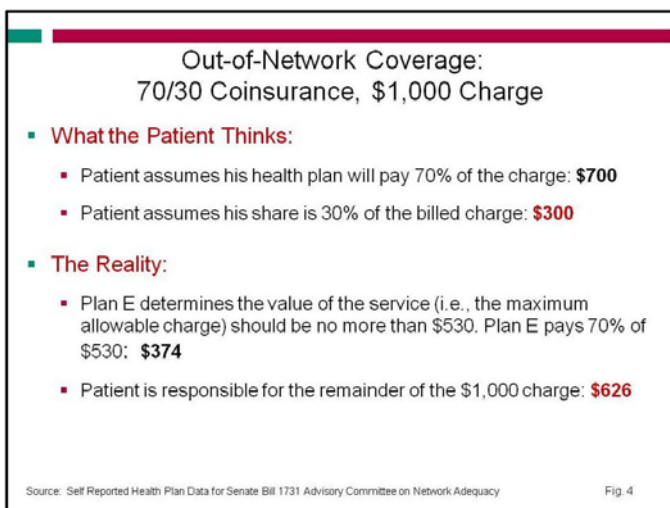 Out-of-Network Coverage:
70/30 Coinsurance, $1,000 Charge
▪ What the Patient Thinks:
▪ Patient assumes his health plan will pay 70% of the charge: $700
▪ Patient assumes his share is 30% of the billed charge: $300
▪ The Reality:
▪ Plan E determines the value of the service (i.e., the maximum
allowable charge) should be no more than $530. Plan E pays 70% of
$530: $374
▪ Patient is responsible for the remainder of the $1,000 charge: $626
Source: Self Reported Health Plan Data for Senate Bill 1731 Advisory Committee on Network Adequacy Fig. 4